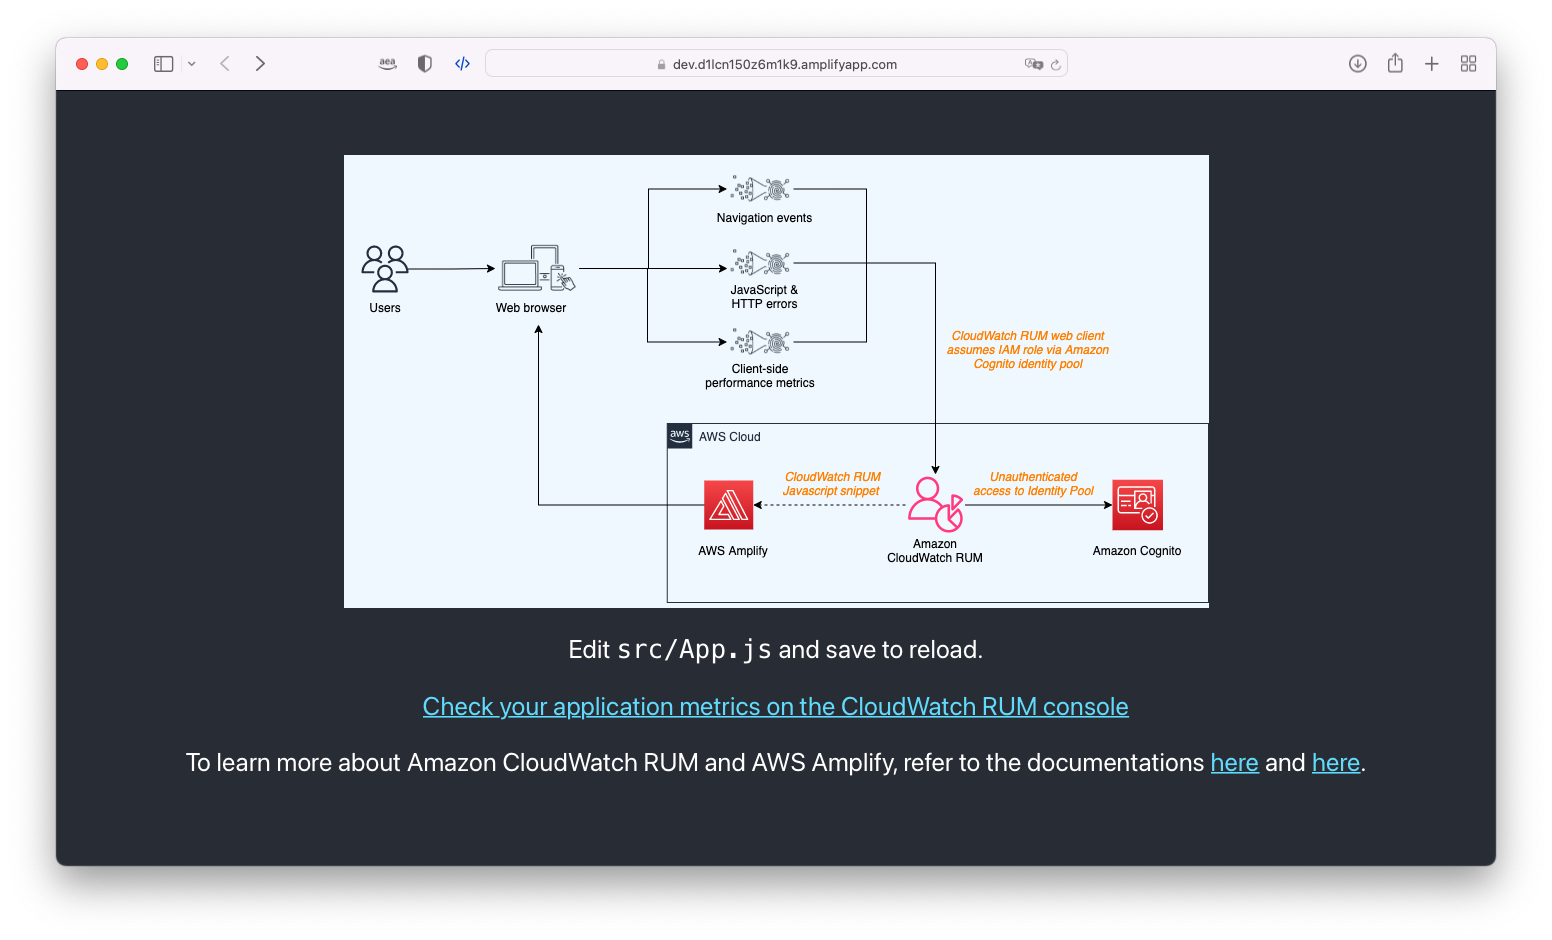 aea
dev.d1lcn150z6m1k9.amplifyapp.com
Navigation events
Users
Web browser
JavaScript &
HTTP errors
Client-side
performance metrics
CloudWatch RUM web client
assumes IAM role via Amazon
Cognito identity pool
aws
AWS Cloud
CloudWatch RUM
Javascript snippet
Unauthenticated
access to Identity Pool
AWS Amplify
Amazon
CloudWatch RUM
Amazon Cognito
Edit src/App.js and save to reload.
Check your application metrics on the CloudWatch RUM console
To learn more about Amazon CloudWatch RUM and AWS Amplify, refer to the documentations here and here.